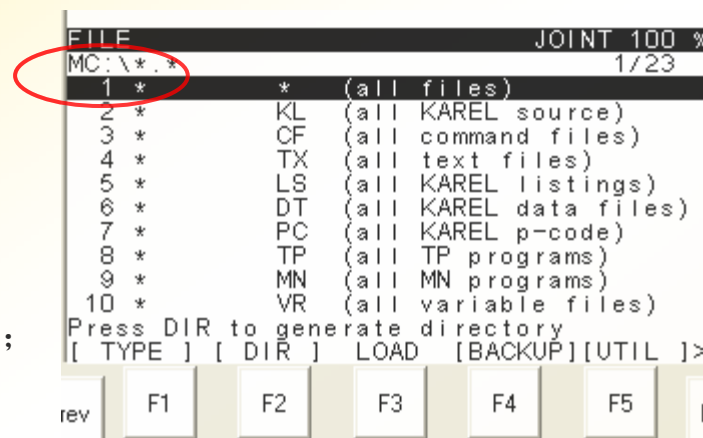 FILE JOINT 100 %
MC:\*.* 1/23
1 * * (all files)
2 * KL (all KAREL source)
3 * CF (all command files)
4 * TX (all text files)
5 * LS (all KAREL listings)
6 * DT (all KAREL data files)
7 * PC (all KAREL p-code)
8 * TP (all TP programs)
9 * MN (all MN programs)
10 * VR (all variable files)
Press DIR to generate directory
;
[ TYPE ] [ DIR ] LOAD [BACKUP][UTIL ]>
rev F1 F2 F3 F4 F5